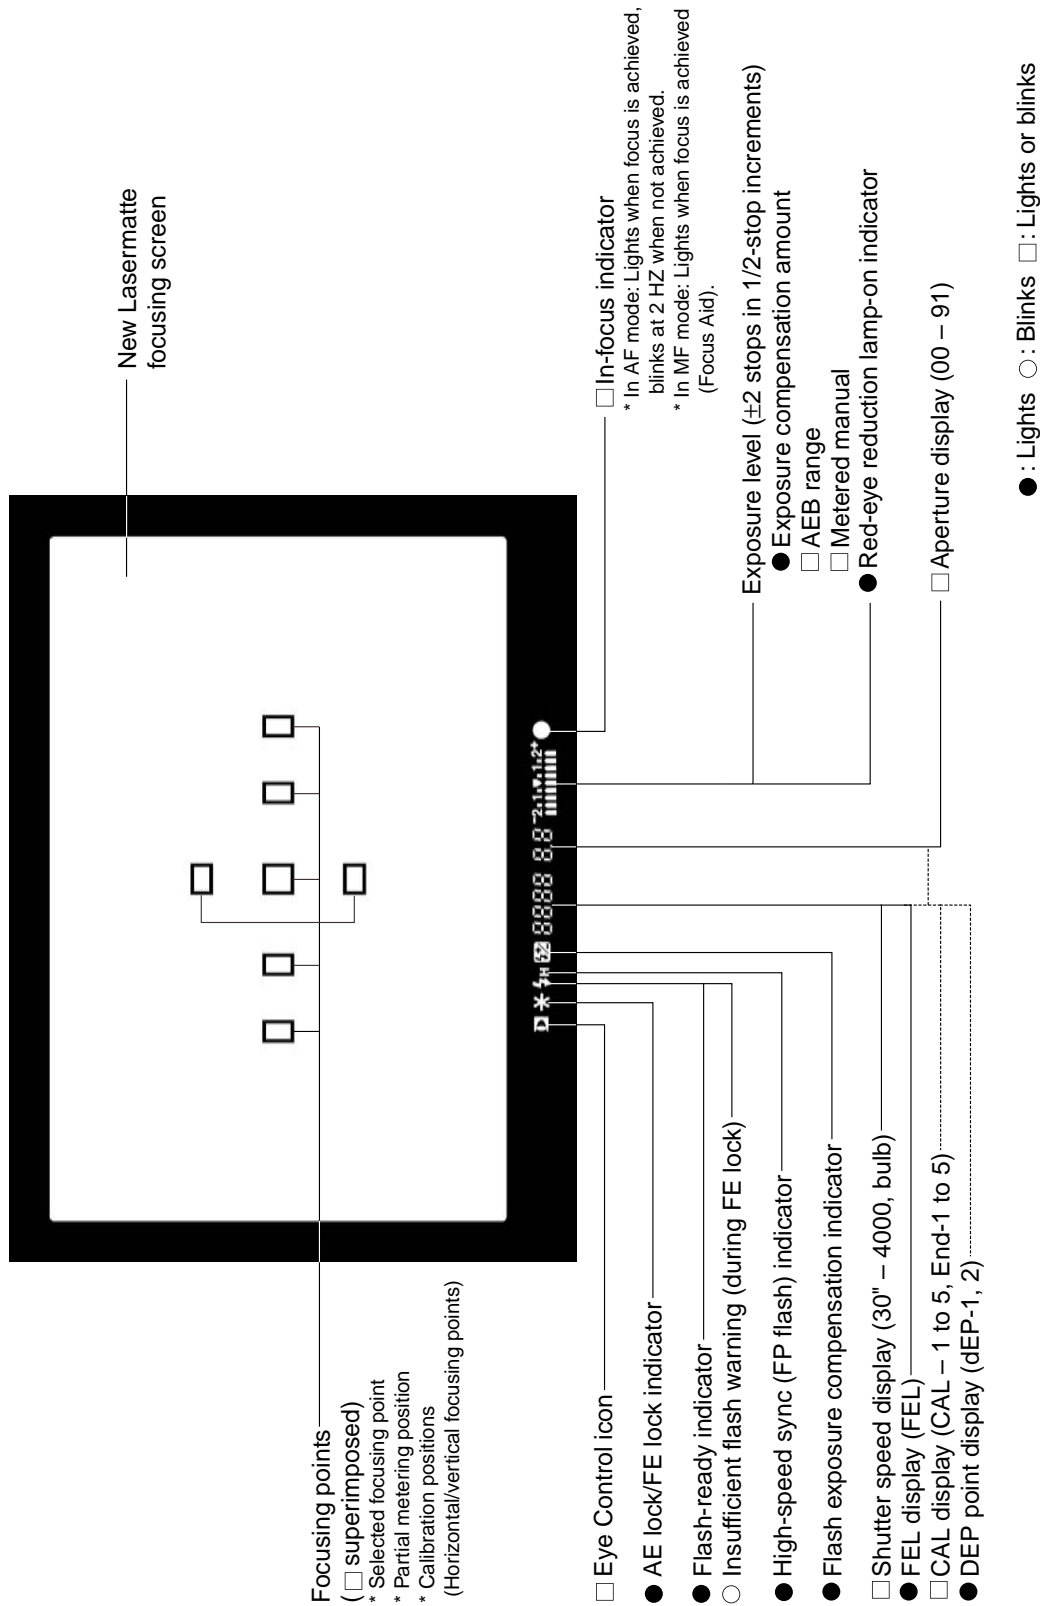 New Lasermatte
focusing screen
Focusing points
(□ superimposed)
* Selected focusing point
* Partial metering position
* Calibration positions
(Horizontal/vertical focusing points)
8888 8.8 −2.1.▼.1.2+
H
□ In-focus indicator
* In AF mode: Lights when focus is achieved,
blinks at 2 HZ when not achieved.
* In MF mode: Lights when focus is achieved
(Focus Aid).
□ Eye Control icon
● AE lock/FE lock indicator
● Flash-ready indicator
○ Insufficient flash warning (during FE lock)
● High-speed sync (FP flash) indicator
● Flash exposure compensation indicator
□ Shutter speed display (30" – 4000, bulb)
● FEL display (FEL)
□ CAL display (CAL – 1 to 5, End-1 to 5)
● DEP point display (dEP-1, 2)
Exposure level (±2 stops in 1/2-stop increments)
● Exposure compensation amount
□ AEB range
□ Metered manual
● Red-eye reduction lamp-on indicator
□ Aperture display (00 – 91)
● : Lights ○ : Blinks □ : Lights or blinks